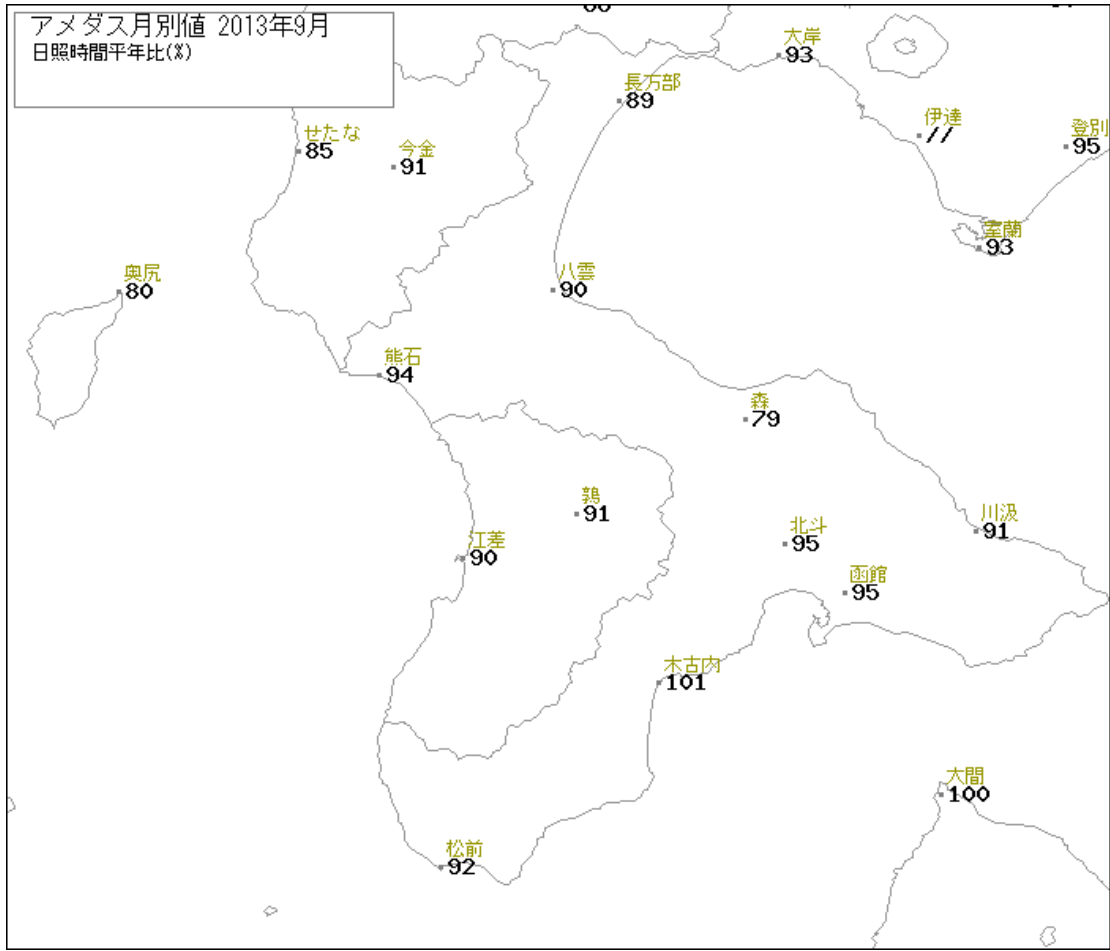 アメダス月別値 2013年9月
日照時間平年比(%)
大岸
93
長万部
89
伊達
//
登別
95
せたな
85
今金
91
室蘭
93
奥尻
80
八雲
90
熊石
94
森
79
鶉
91
川汲
91
北斗
95
江差
90
函館
95
木古内
101
大間
100
松前
92